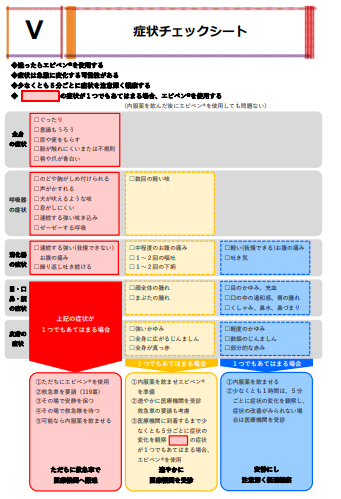 Ⅴ
症状チェックシート
◆迷ったらエピペン®を使用する
◆症状は急激に変化する可能性がある
◆少なくとも5分ごとに症状を注意深く観察する
◆ の症状が1つでもあてはまる場合、エピペン®を使用する
(内服薬を飲んだ後にエピペン®を使用しても問題ない)
全身
の症状
□ぐったり
□意識もうろう
□尿や便をもらす
□脈が触れにくいまたは不規則
□唇や爪が青白い
呼吸器
の症状
□のどや胸がしめ付けられる
□声がかすれる
□犬が吠えるような咳
□息がしにくい
□連続する強い咳き込み
□ゼーゼーする呼吸
□数回の軽い咳
消化器
の症状
□連続する強い(我慢できない)
お腹の痛み
□繰り返し吐き続ける
□中程度のお腹の痛み
□1~2回の嘔吐
□1~2回の下痢
□軽い(我慢できる)お腹の痛み
□吐き気
目・口
鼻・顔
の症状
□顔全体の腫れ
□まぶたの腫れ
□目のかゆみ、充血
□口の中の違和感、唇の腫れ
□くしゃみ、鼻水、鼻づまり
上記の症状が
1つでもあてはまる場合
皮膚の
症状
□強いかゆみ
□全身に広がるじんましん
□全身が真っ赤
□軽度のかゆみ
□数個のじんましん
□部分的な赤み
1つでもあてはまる場合
1つでもあてはまる場合
①ただちにエピペン®を使用
②救急車を要請(119番)
③その場で安静を保つ
④その場で救急隊を待つ
⑤可能なら内服薬を飲ませる
ただちに救急車で
医療機関へ搬送
①内服薬を飲ませエピペン®
を準備
②速やかに医療機関を受診
救急車の要請も考慮
③医療機関に到着するまで少
なくとも5分ごとに症状の
変化を観察 の症状
が1つでもあてはまる場合、
エピペン®を使用
速やかに
医療機関を受診
①内服薬を飲ませる
②少なくとも1時間は、5分
ごとに症状の変化を観察し、
症状の改善がみられない場
合は医療機関を受診
安静にし
注意深く経過観察